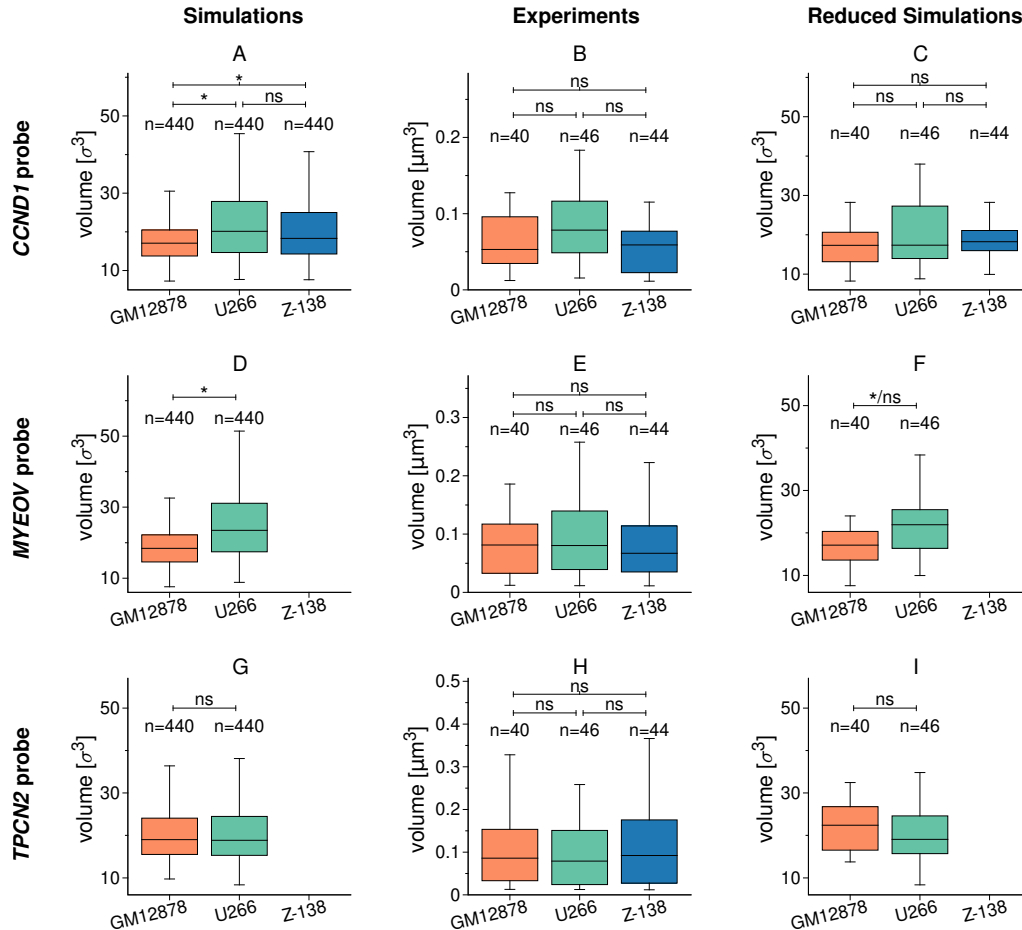 Simulations Experiments Reduced Simulations
CCND1 probe
A
volume [σ³]
50
30
10
*
* ns
n=440 n=440 n=440
GM12878 U266 Z-138
B
volume [µm³]
0.2
0.1
0
ns
ns ns
n=40 n=46 n=44
GM12878 U266 Z-138
C
volume [σ³]
50
30
10
ns
ns ns
n=40 n=46 n=44
GM12878 U266 Z-138
MYEOV probe
D
volume [σ³]
50
30
10
*
n=440 n=440
GM12878 U266 Z-138
E
volume [µm³]
0.3
0.2
0.1
0
ns
ns ns
n=40 n=46 n=44
GM12878 U266 Z-138
F
volume [σ³]
50
30
10
*/ns
n=40 n=46
GM12878 U266 Z-138
TPCN2 probe
G
volume [σ³]
50
30
10
ns
n=440 n=440
GM12878 U266 Z-138
H
volume [µm³]
0.5
0.4
0.3
0.2
0.1
0
ns
ns ns
n=40 n=46 n=44
GM12878 U266 Z-138
I
volume [σ³]
50
30
10
ns
n=40 n=46
GM12878 U266 Z-138